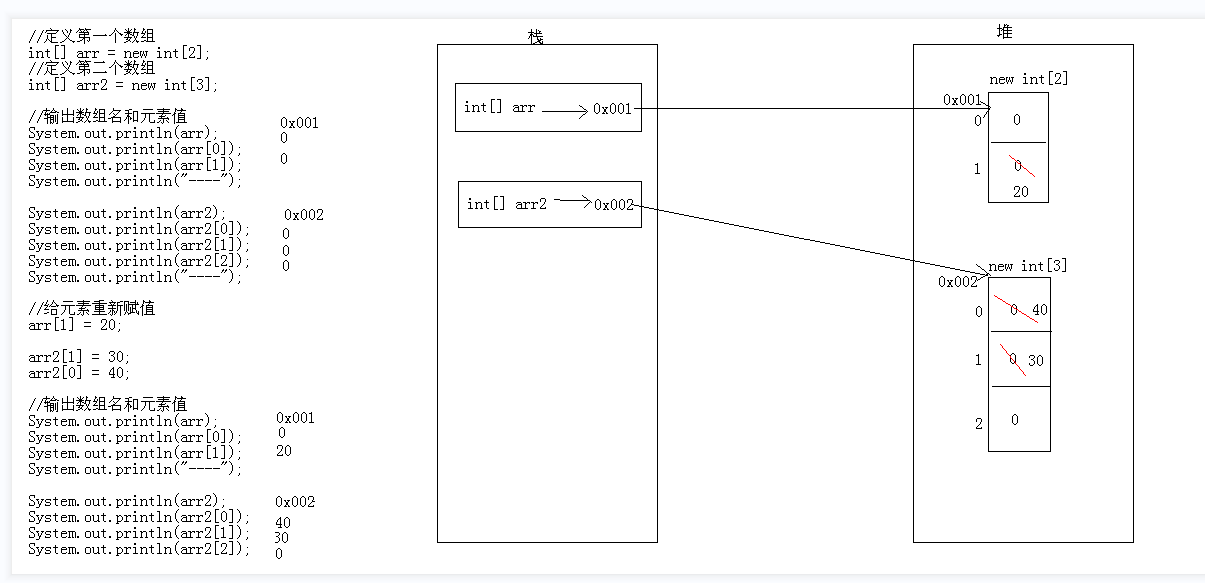 //定义第一个数组
int[] arr = new int[2];
//定义第二个数组
int[] arr2 = new int[3];
//输出数组名和元素值
System.out.println(arr); 0x001
System.out.println(arr[0]); 0
System.out.println(arr[1]); 0
System.out.println("----");
System.out.println(arr2); 0x002
System.out.println(arr2[0]); 0
System.out.println(arr2[1]); 0
System.out.println(arr2[2]); 0
System.out.println("----");
//给元素重新赋值
arr[1] = 20;
arr2[1] = 30;
arr2[0] = 40;
//输出数组名和元素值
System.out.println(arr); 0x001
System.out.println(arr[0]); 0
System.out.println(arr[1]); 20
System.out.println("----");
System.out.println(arr2); 0x002
System.out.println(arr2[0]); 40
System.out.println(arr2[1]); 30
System.out.println(arr2[2]); 0
栈
int[] arr 0x001
int[] arr2 0x002
堆
new int[2]
0x001
0 0
1 0
20
new int[3]
0x002
0 0 40
1 0 30
2 0